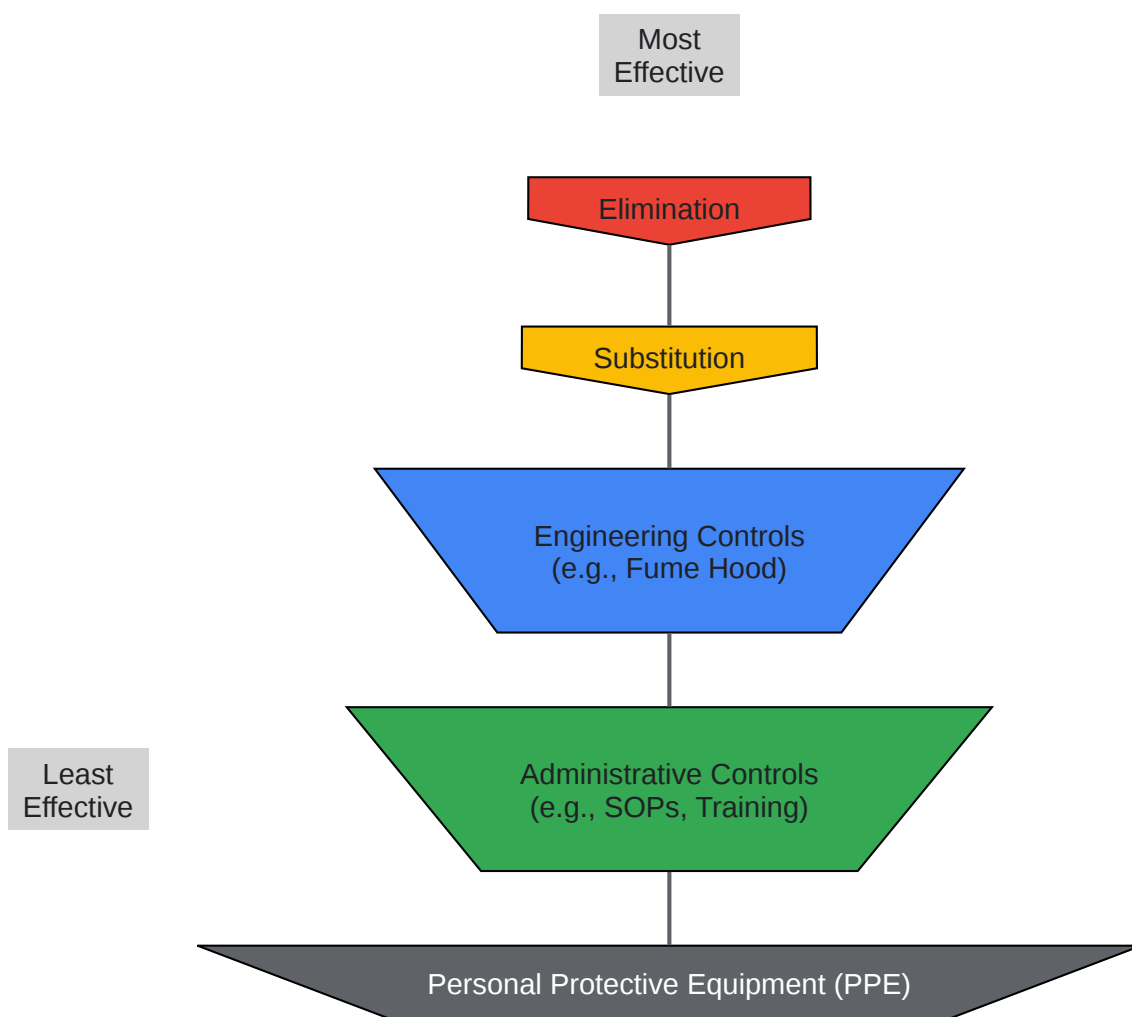 Most
Effective
Elimination
Substitution
Engineering Controls
(e.g., Fume Hood)
Least
Effective
Administrative Controls
(e.g., SOPs, Training)
Personal Protective Equipment (PPE)